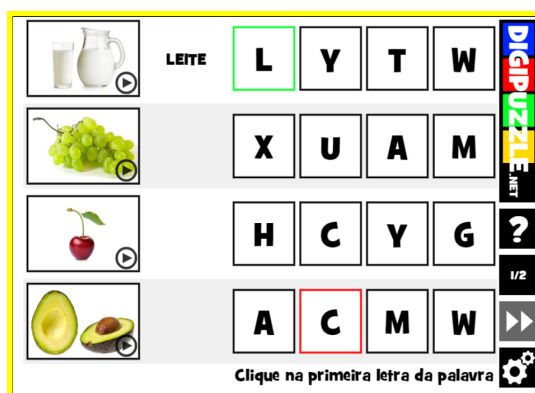 LEITE L Y T W
X U A M
H C Y G
A C M W
Clique na primeira letra da palavra
DIGIPUZZLE.NET
?
1/2